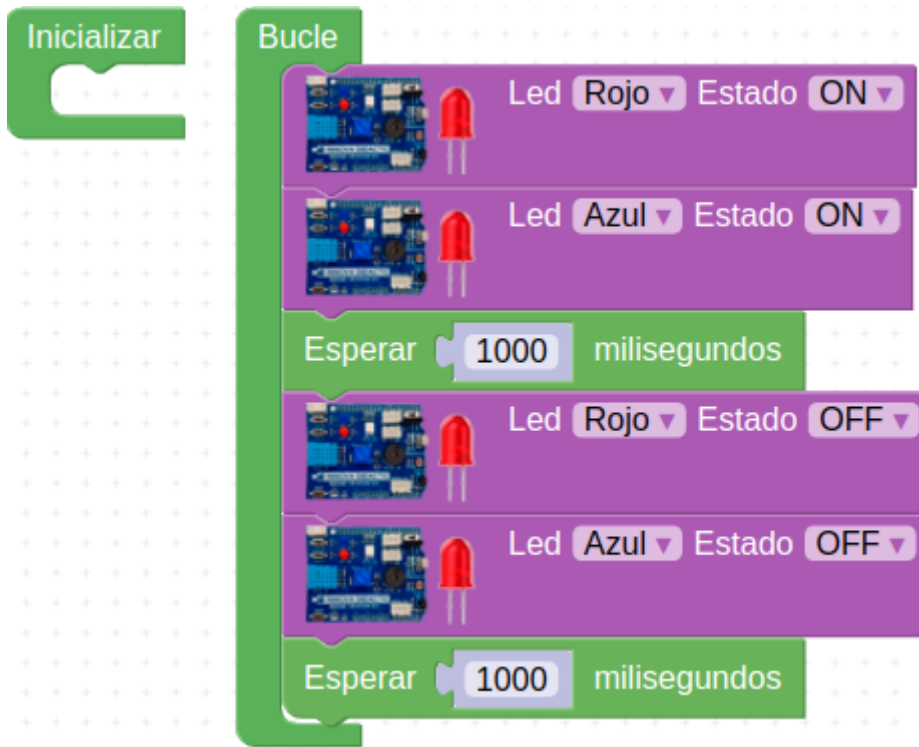 Inicializar
Bucle
Led Rojo Estado ON
Led Azul Estado ON
Esperar 1000 milisegundos
Led Rojo Estado OFF
Led Azul Estado OFF
Esperar 1000 milisegundos